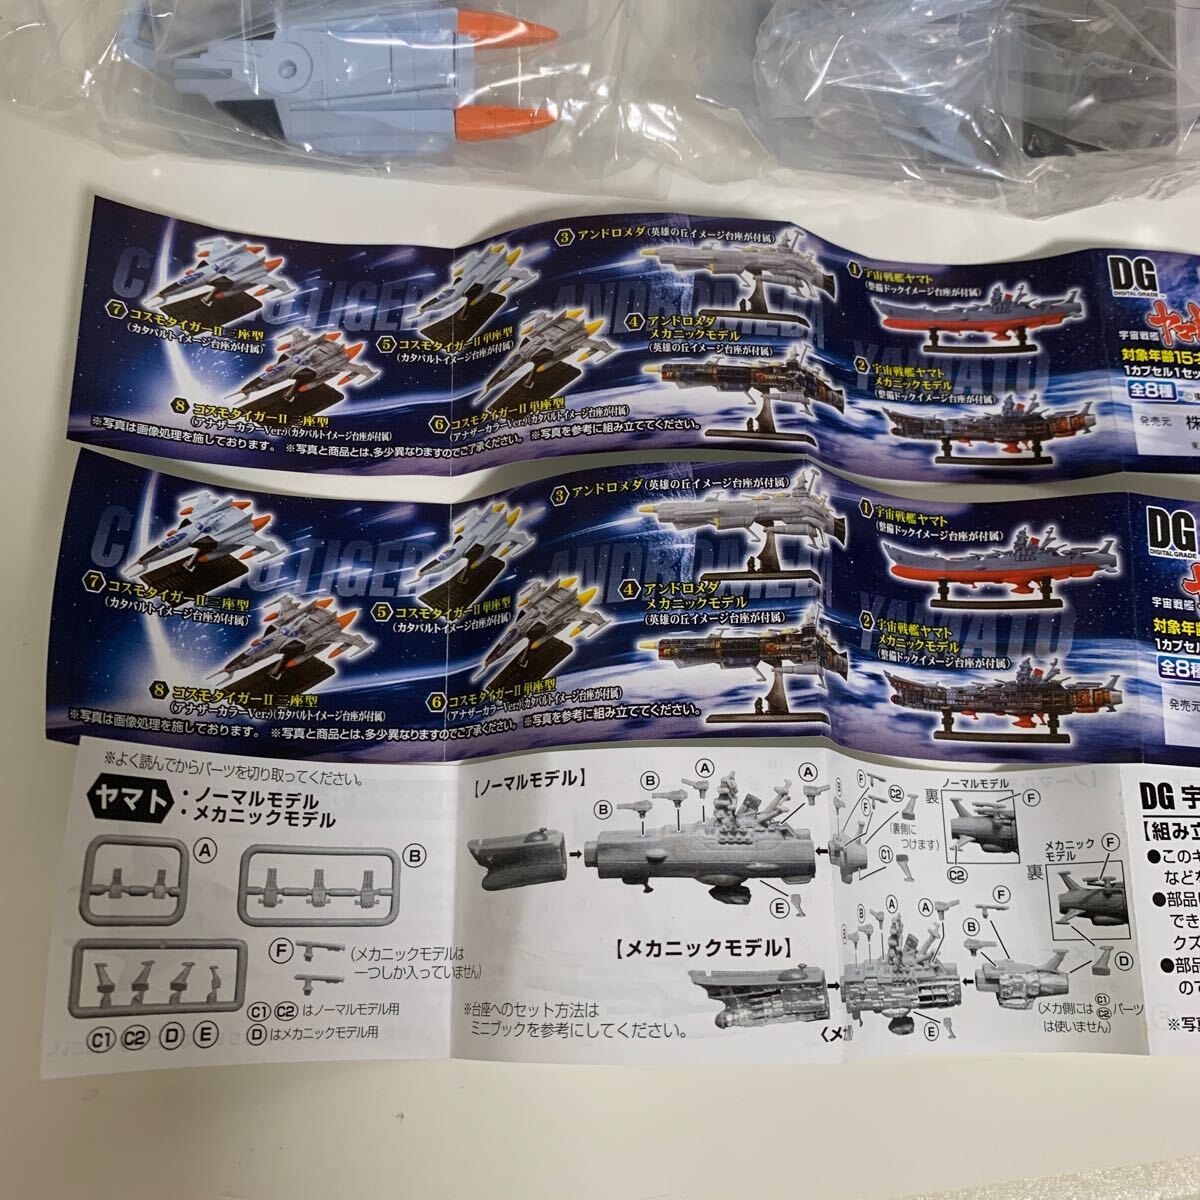 COSMO TIGER
ANDROMEDA
YAMATO
③ アンドロメダ(英雄の丘イメージ台座が付属)
① 宇宙戦艦ヤマト
(整備ドックイメージ台座が付属)
DG
DIGITAL GRADE
宇宙戦艦
ヤマ
対象年齢15才
1カプセル1セッ
全8種
発売元 株
⑦ コスモタイガーⅡ 三座型
(カタパルトイメージ台座が付属)
⑤ コスモタイガーⅡ 単座型
(カタパルトイメージ台座が付属)
④ アンドロメダ
メカニックモデル
(英雄の丘イメージ台座が付属)
② 宇宙戦艦ヤマト
メカニックモデル
(整備ドックイメージ台座が付属)
⑧ コスモタイガーⅡ 三座型
(アナザーカラーVer.)(カタパルトイメージ台座が付属)
⑥ コスモタイガーⅡ 単座型
(アナザーカラーVer.)(カタパルトイメージ台座が付属)
※写真は画像処理を施しております。 ※写真と商品とは、多少異なりますのでご了承ください。 ※写真を参考に組み立ててください。
ANDROMEDA
YAMATO
③ アンドロメダ(英雄の丘イメージ台座が付属)
① 宇宙戦艦ヤマト
(整備ドックイメージ台座が付属)
DG
DIGITAL GRADE
宇宙戦艦
対象年齢
1カプセル
全8種
発売元
⑦ コスモタイガーⅡ 三座型
(カタパルトイメージ台座が付属)
⑤ コスモタイガーⅡ 単座型
(カタパルトイメージ台座が付属)
④ アンドロメダ
メカニックモデル
(英雄の丘イメージ台座が付属)
② 宇宙戦艦ヤマト
メカニックモデル
(整備ドックイメージ台座が付属)
⑧ コスモタイガーⅡ 三座型
(アナザーカラーVer.)(カタパルトイメージ台座が付属)
⑥ コスモタイガーⅡ 単座型
(アナザーカラーVer.)(カタパルトイメージ台座が付属)
※写真は画像処理を施しております。 ※写真と商品とは、多少異なりますのでご了承ください。 ※写真を参考に組み立ててください。
※よく読んでからパーツを切り取ってください。
ヤマト ・ノーマルモデル
・メカニックモデル
Ⓐ
Ⓑ
Ⓕ (メカニックモデルは
一つしか入っていません)
C1 C2 D E
C1 C2 はノーマルモデル用
D はメカニックモデル用
【ノーマルモデル】
B B A A
F F C2
(裏側に
つけます)
C1
E
裏 ノーマルモデル F
C2
裏 メカニック
モデル F
【メカニックモデル】
B A A B
B
F
D
E
(メカ側には C1 C2 パーツ
は使いません)
※台座へのセット方法は
ミニブックを参考にしてください。
DG 宇
【組み立
●このキ
などを
●部品
でき
クズ
●部品
ので
※写真